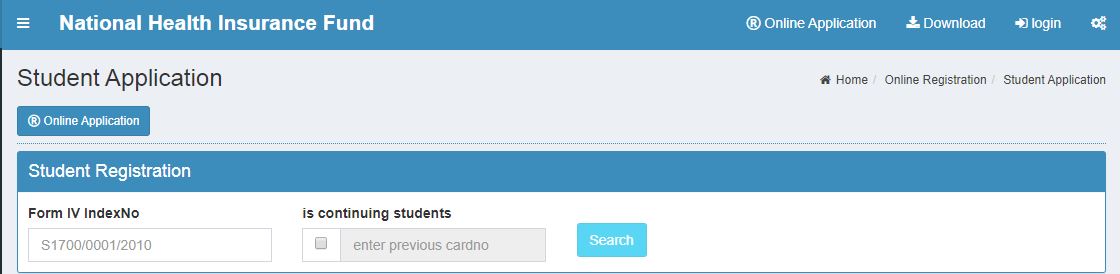 National Health Insurance Fund
® Online Application Download login
Student Application
Home / Online Registration / Student Application
® Online Application
Student Registration
Form IV IndexNo is continuing students
S1700/0001/2010 enter previous cardno Search